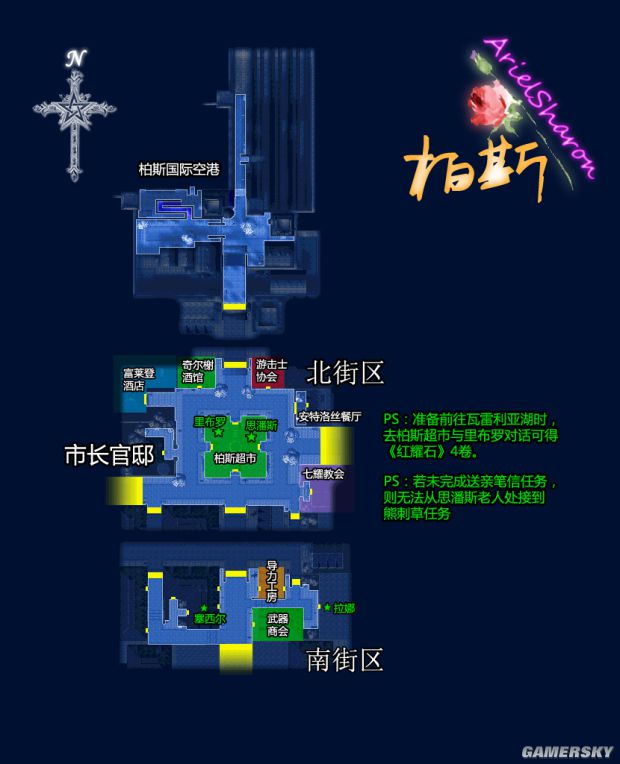 N
ArielSharon
柏斯
柏斯国际空港
北街区
富莱登
酒店
奇尔榭
酒馆
游击士
协会
安特洛丝餐厅
里布罗
思潘斯
市长官邸
柏斯超市
七耀教会
PS：准备前往瓦雷利亚湖时，
去柏斯超市与里布罗对话可得
《红耀石》4卷。
PS：若未完成送亲笔信任务，
则无法从思潘斯老人处接到
熊刺草任务
导力工房
塞西尔
武器
商会
拉娜
南街区
GAMERSKY